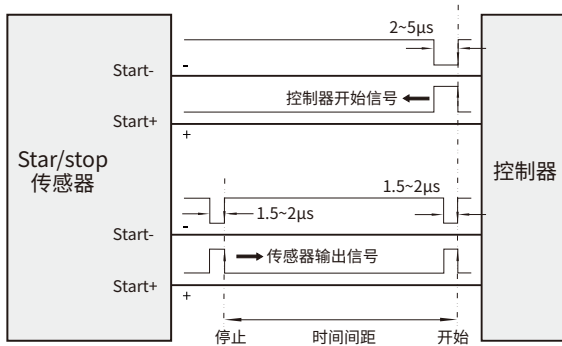 2~5μs
-
Start-
控制器开始信号
Start+
+
Star/stop
传感器
控制器
1.5~2μs
1.5~2μs
-
Start-
传感器输出信号
Start+
+
停止
时间间距
开始